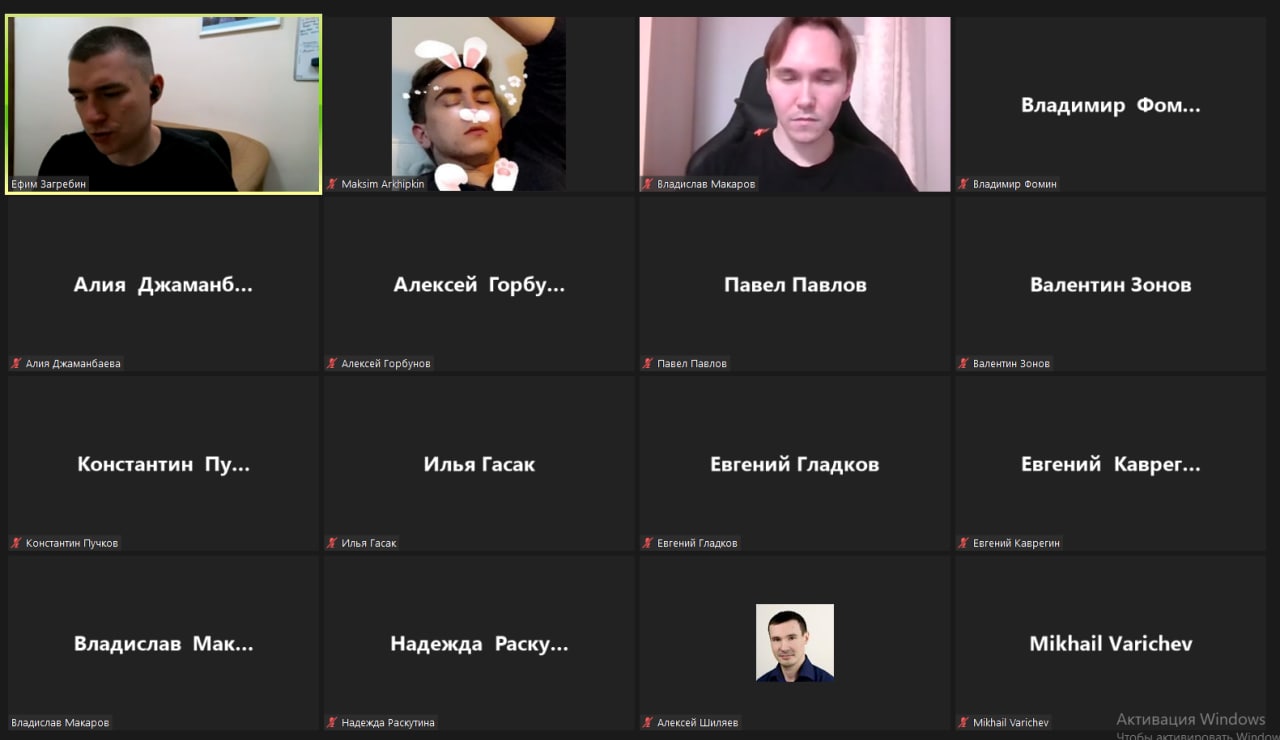 Ефим Загребин
Maksim Arkhipkin
Владислав Макаров
Владимир Фом...
Владимир Фомин
Алия Джаманб...
Алексей Горбу...
Павел Павлов
Валентин Зонов
Алия Джаманбаева
Алексей Горбунов
Павел Павлов
Валентин Зонов
Константин Пу...
Илья Гасак
Евгений Гладков
Евгений Каврег...
Константин Пучков
Илья Гасак
Евгений Гладков
Евгений Каврегин
Владислав Мак...
Надежда Раску...
Mikhail Varichev
Владислав Макаров
Надежда Раскутина
Алексей Шиляев
Mikhail Varichev
Активация Windows
Чтобы активировать Window